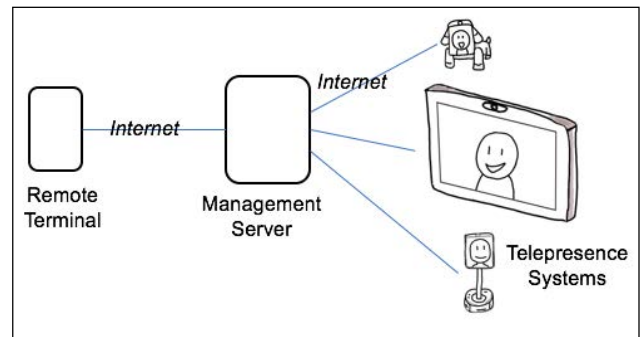 Internet
Internet
Remote
Terminal
Management
Server
Telepresence
Systems